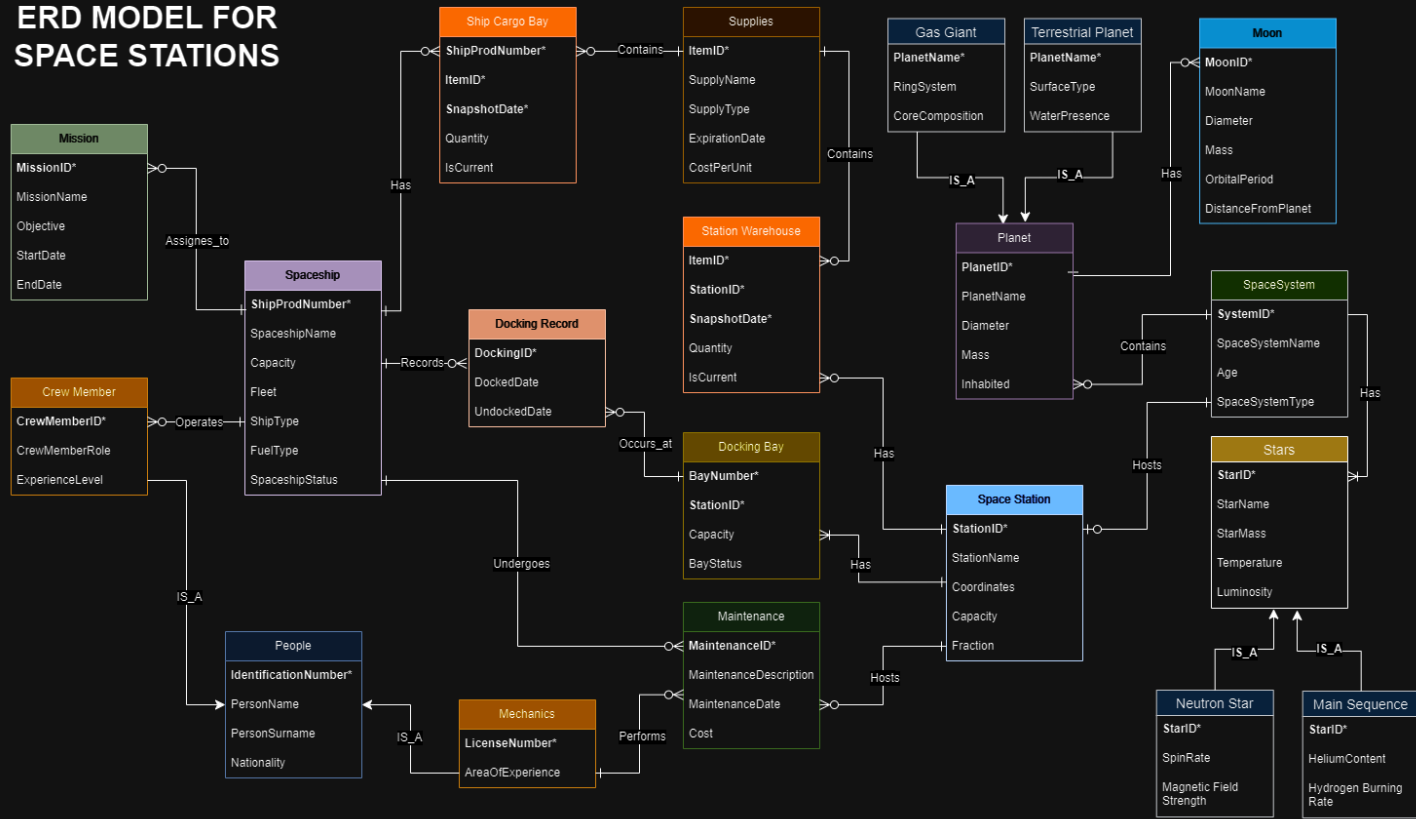 ERD MODEL FOR
SPACE STATIONS
Mission
MissionID*
MissionName
Objective
StartDate
EndDate
Assignes_to
Crew Member
CrewMemberID*
CrewMemberRole
ExperienceLevel
Operates
IS_A
Spaceship
ShipProdNumber*
SpaceshipName
Capacity
Fleet
ShipType
FuelType
SpaceshipStatus
Has
Records
Undergoes
People
IdentificationNumber*
PersonName
PersonSurname
Nationality
IS_A
Mechanics
LicenseNumber*
AreaOfExperience
Performs
Ship Cargo Bay
ShipProdNumber*
ItemID*
SnapshotDate*
Quantity
IsCurrent
Contains
Docking Record
DockingID*
DockedDate
UndockedDate
Occurs_at
Supplies
ItemID*
SupplyName
SupplyType
ExpirationDate
CostPerUnit
Contains
Station Warehouse
ItemID*
StationID*
SnapshotDate*
Quantity
IsCurrent
Has
Docking Bay
BayNumber*
StationID*
Capacity
BayStatus
Has
Maintenance
MaintenanceID*
MaintenanceDescription
MaintenanceDate
Cost
Hosts
Gas Giant
PlanetName*
RingSystem
CoreComposition
IS_A
Terrestrial Planet
PlanetName*
SurfaceType
WaterPresence
IS_A
Planet
PlanetID*
PlanetName
Diameter
Mass
Inhabited
Has
Contains
Moon
MoonID*
MoonName
Diameter
Mass
OrbitalPeriod
DistanceFromPlanet
SpaceSystem
SystemID*
SpaceSystemName
Age
SpaceSystemType
Has
Hosts
Space Station
StationID*
StationName
Coordinates
Capacity
Fraction
Stars
StarID*
StarName
StarMass
Temperature
Luminosity
IS_A
IS_A
Neutron Star
StarID*
SpinRate
Magnetic Field
Strength
Main Sequence
StarID*
HeliumContent
Hydrogen Burning
Rate